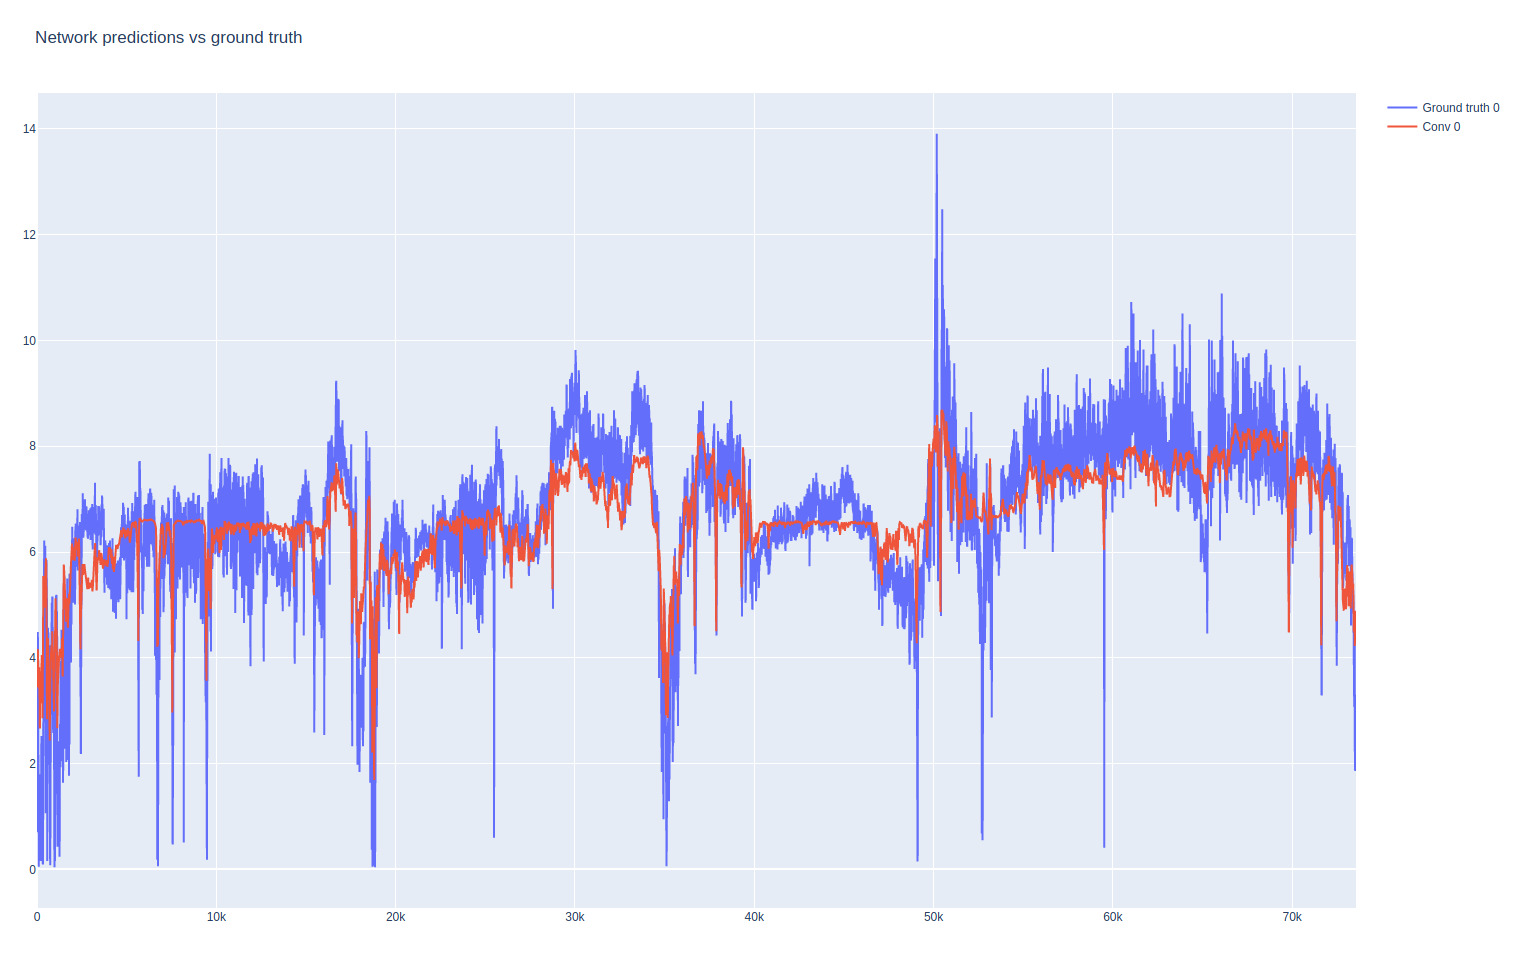 Network predictions vs ground truth
Ground truth 0
Conv 0
14
12
10
8
6
4
2
0
0
10k
20k
30k
40k
50k
60k
70k